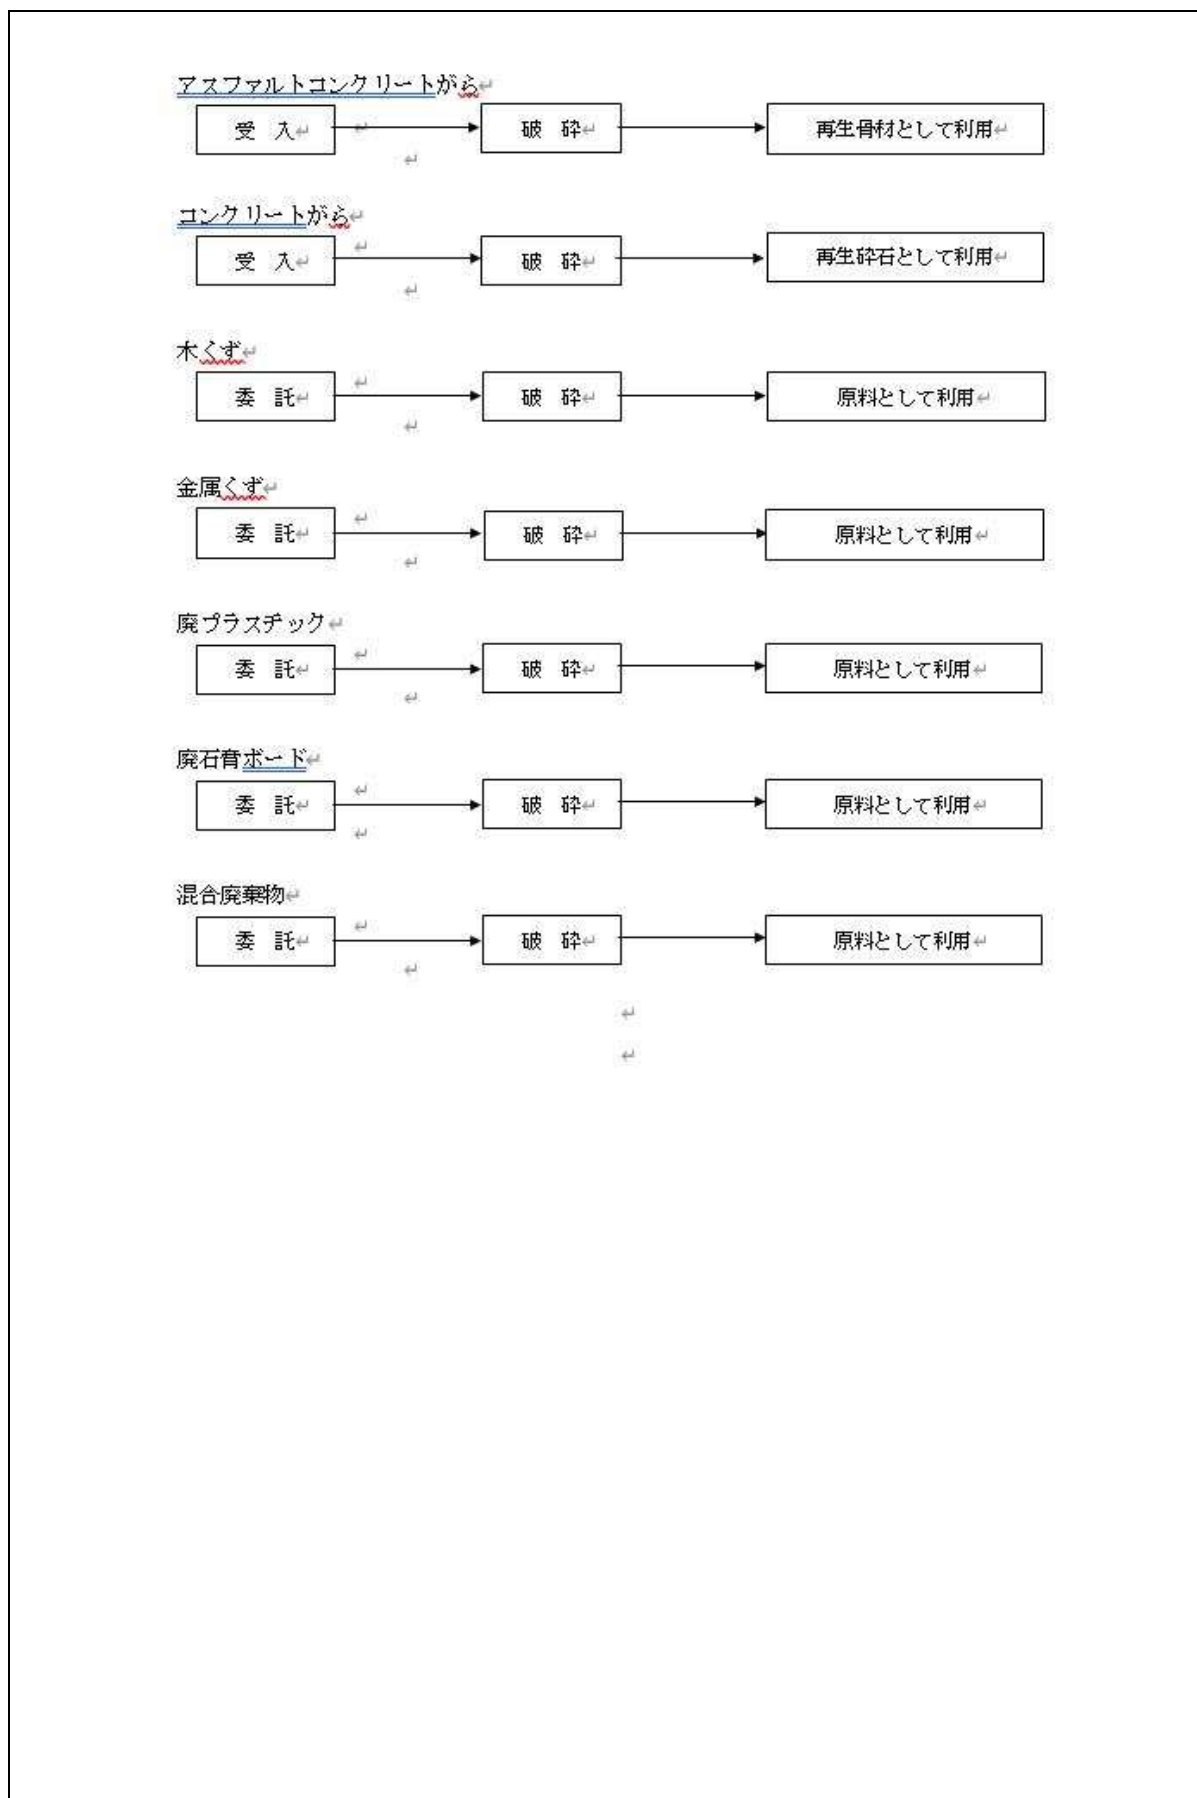 アスファルトコンクリートがら
受　入 破　砕 再生骨材として利用
コンクリートがら
受　入 破　砕 再生砕石として利用
木くず
委　託 破　砕 原料として利用
金属くず
委　託 破　砕 原料として利用
廃プラスチック
委　託 破　砕 原料として利用
廃石膏ボード
委　託 破　砕 原料として利用
混合廃棄物
委　託 破　砕 原料として利用